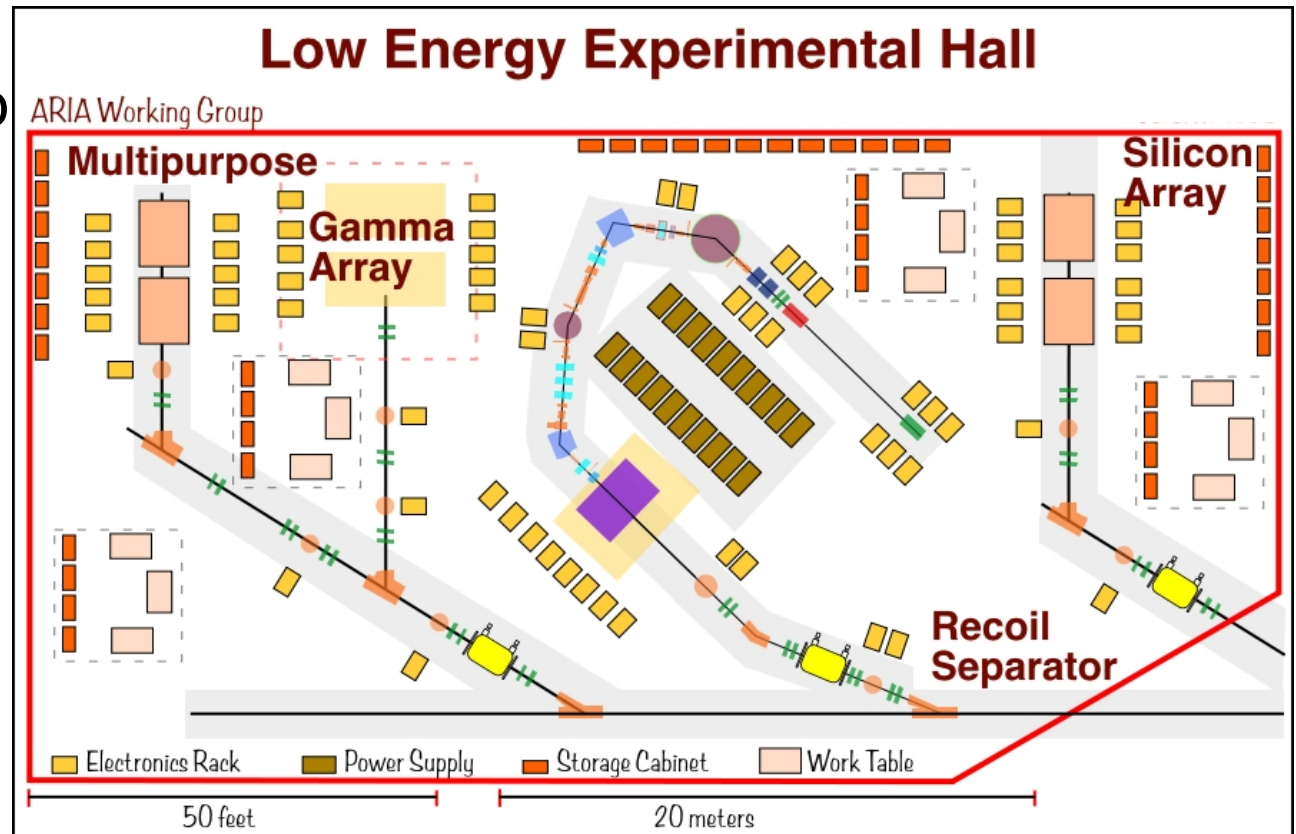 Low Energy Experimental Hall
ARIA Working Group
Multipurpose
Gamma
Array
Silicon
Array
Recoil
Separator
Electronics Rack
Power Supply
Storage Cabinet
Work Table
50 feet
20 meters